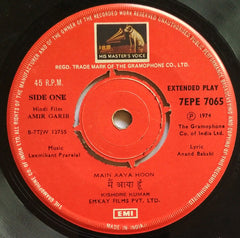 HIS MASTER'S VOICE
REGD. TRADE MARK OF THE GRAMOPHONE CO. LTD.
45 R.P.M.
EXTENDED PLAY
SIDE ONE
7EPE 7065
Hindi Film
AMIR GARIB
Ⓟ 1974
The Gramophone
Co. of India Ltd.
Music
Laxmikant Pyarelal
Lyric
Anand Bakshi
MAIN AAYA HOON
में आया हूँ
KISHORE KUMAR
EMKAY FILMS PVT. LTD.
EMI
MADE IN INDIA